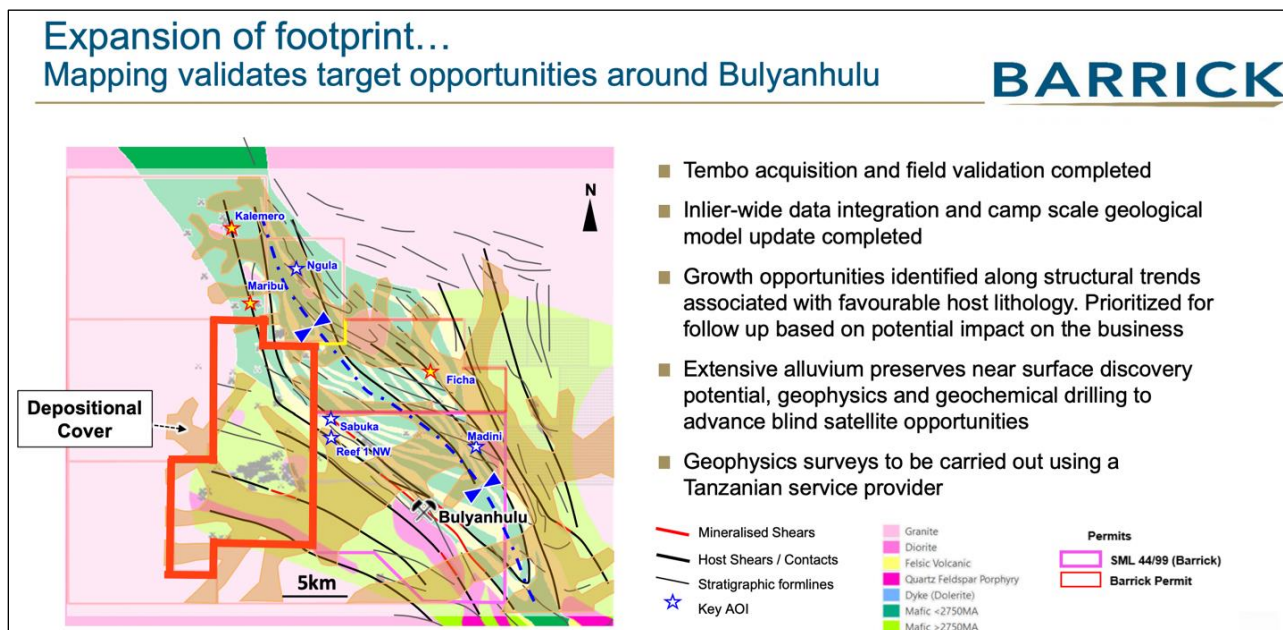 Expansion of footprint…
Mapping validates target opportunities around Bulyanhulu
BARRICK
N
Kalemero
Ngula
Maribu
Ficha
Depositional
Cover
Sabuka
Reef 1 NW
Madini
Bulyanhulu
5km
Tembo acquisition and field validation completed
Inlier-wide data integration and camp scale geological
model update completed
Growth opportunities identified along structural trends
associated with favourable host lithology. Prioritized for
follow up based on potential impact on the business
Extensive alluvium preserves near surface discovery
potential, geophysics and geochemical drilling to
advance blind satellite opportunities
Geophysics surveys to be carried out using a
Tanzanian service provider
Mineralised Shears
Host Shears / Contacts
Stratigraphic formlines
Key AOI
Granite
Diorite
Felsic Volcanic
Quartz Feldspar Porphyry
Dyke (Dolerite)
Mafic <2750MA
Mafic >2750MA
Permits
SML 44/99 (Barrick)
Barrick Permit